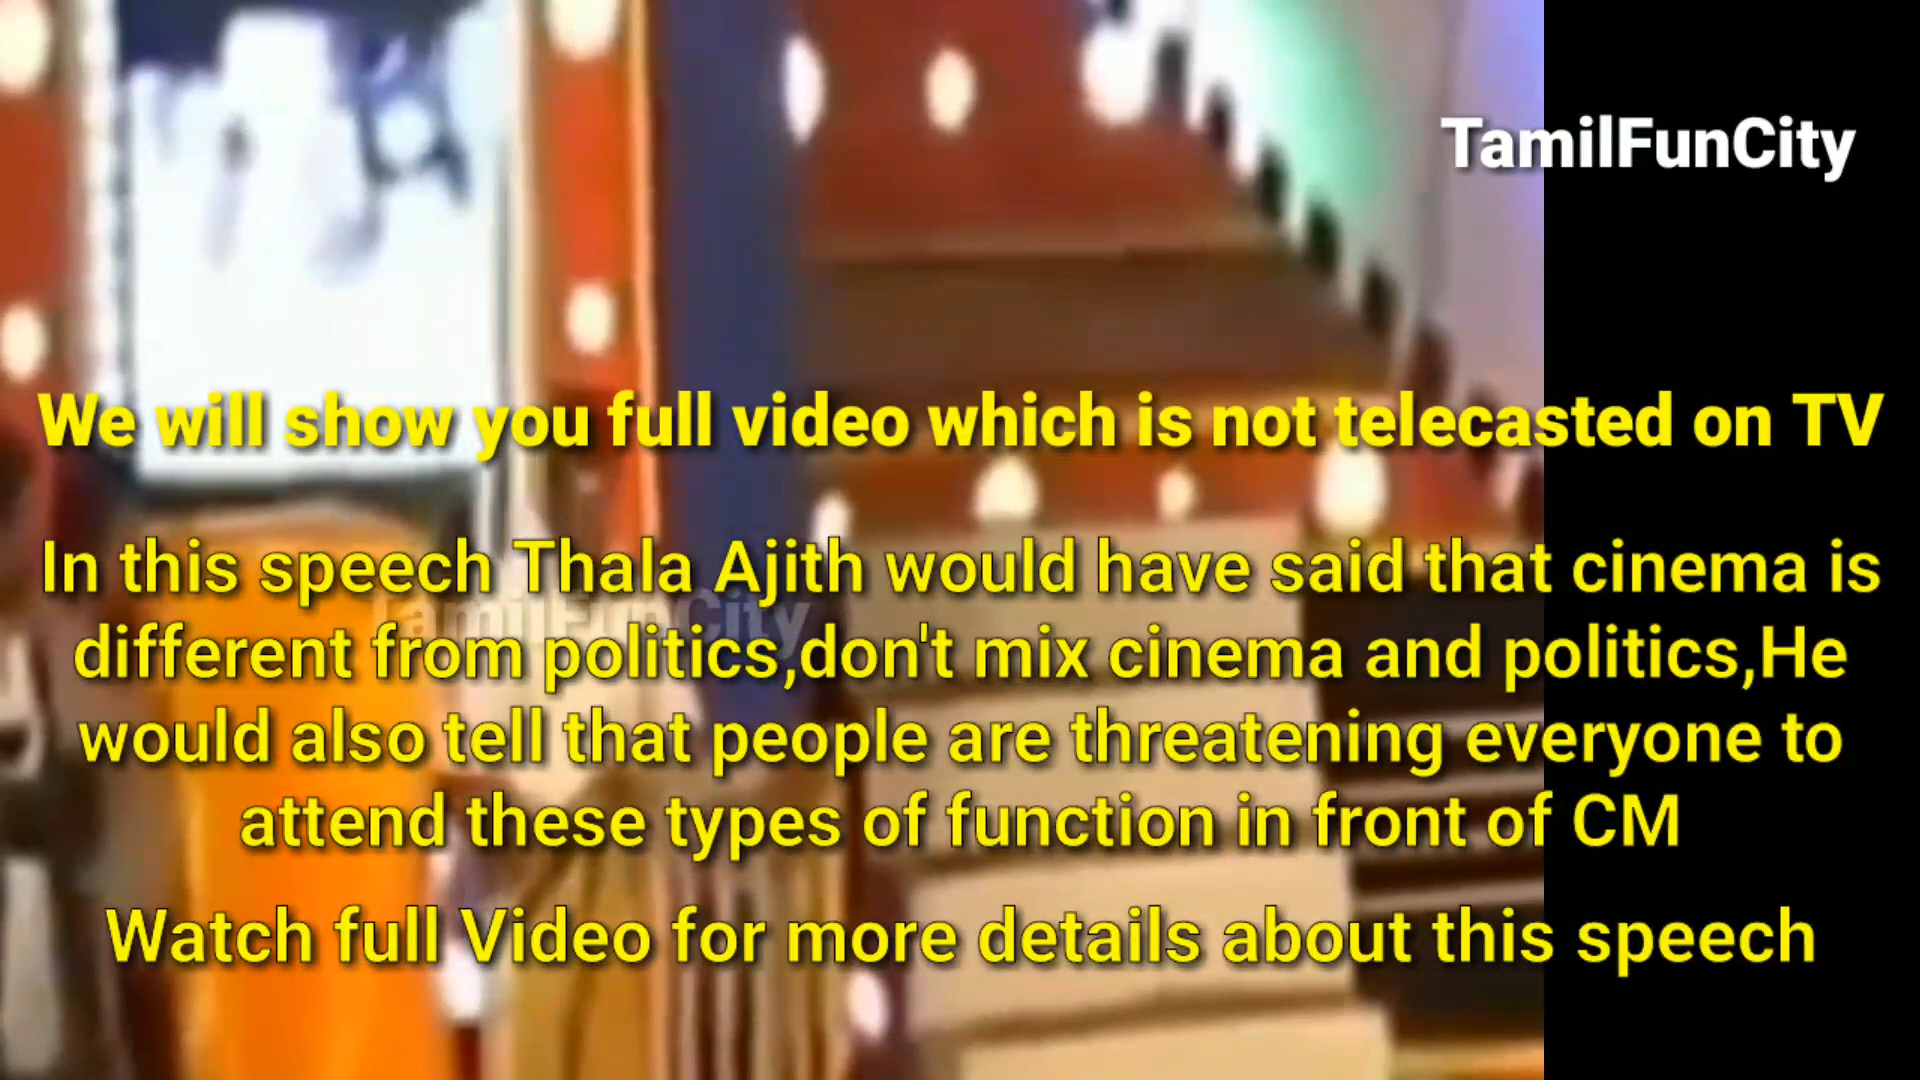 TamilFunCity
We will show you full video which is not telecasted on TV
In this speech Thala Ajith would have said that cinema is
TamilFunCity
different from politics,don't mix cinema and politics,He
would also tell that people are threatening everyone to
attend these types of function in front of CM
Watch full Video for more details about this speech